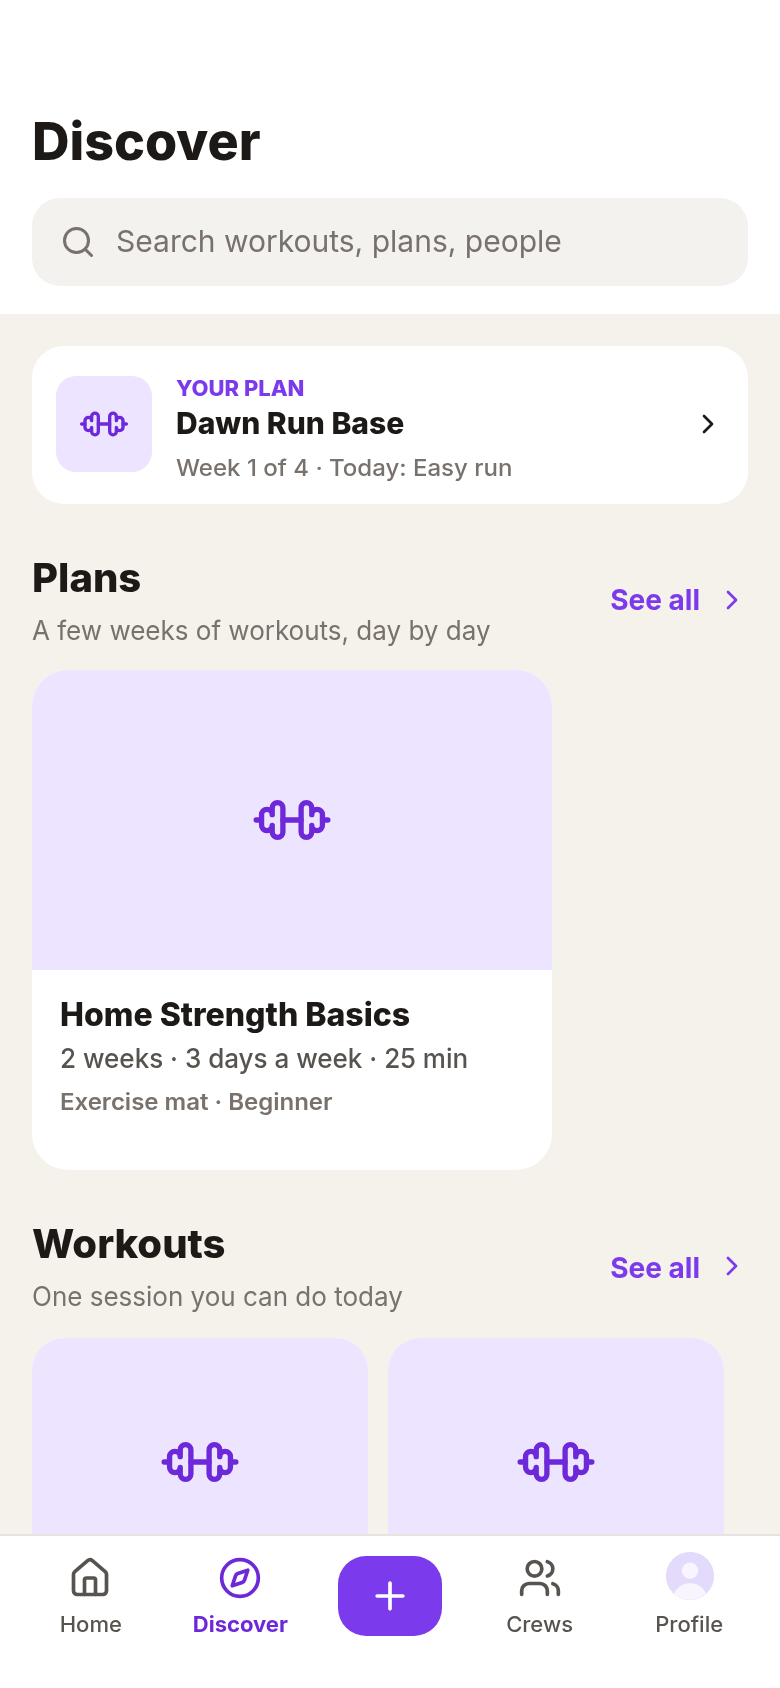 Discover
Search workouts, plans, people
YOUR PLAN
Dawn Run Base
Week 1 of 4 · Today: Easy run
Plans
See all
A few weeks of workouts, day by day
Home Strength Basics
2 weeks · 3 days a week · 25 min
Exercise mat · Beginner
Workouts
See all
One session you can do today
Home
Discover
Crews
Profile